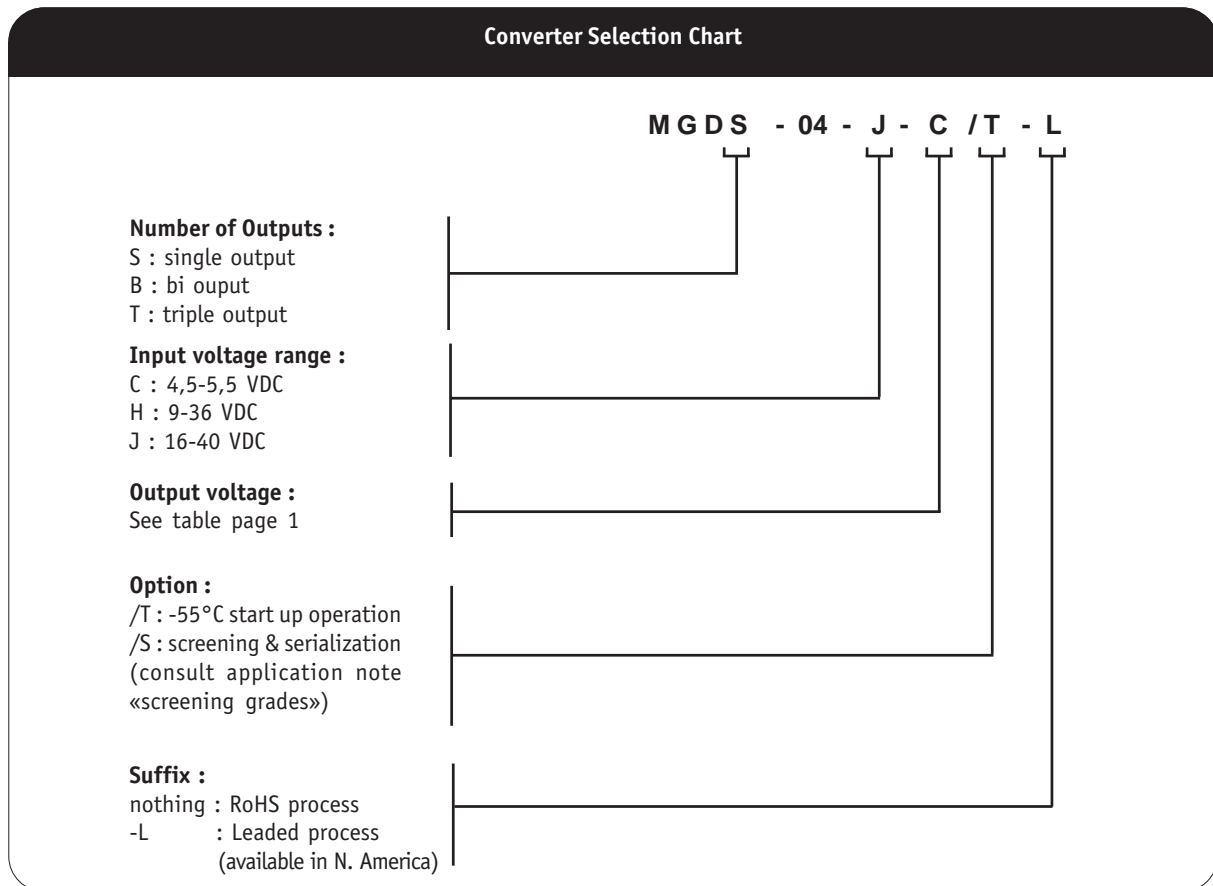 Converter Selection Chart
MGDS - 04 - J - C /T - L
Number of Outputs :
S : single output
B : bi ouput
T : triple output
Input voltage range :
C : 4,5-5,5 VDC
H : 9-36 VDC
J : 16-40 VDC
Output voltage :
See table page 1
Option :
/T : -55°C start up operation
/S : screening & serialization
(consult application note
«screening grades»)
Suffix :
nothing : RoHS process
-L : Leaded process
(available in N. America)